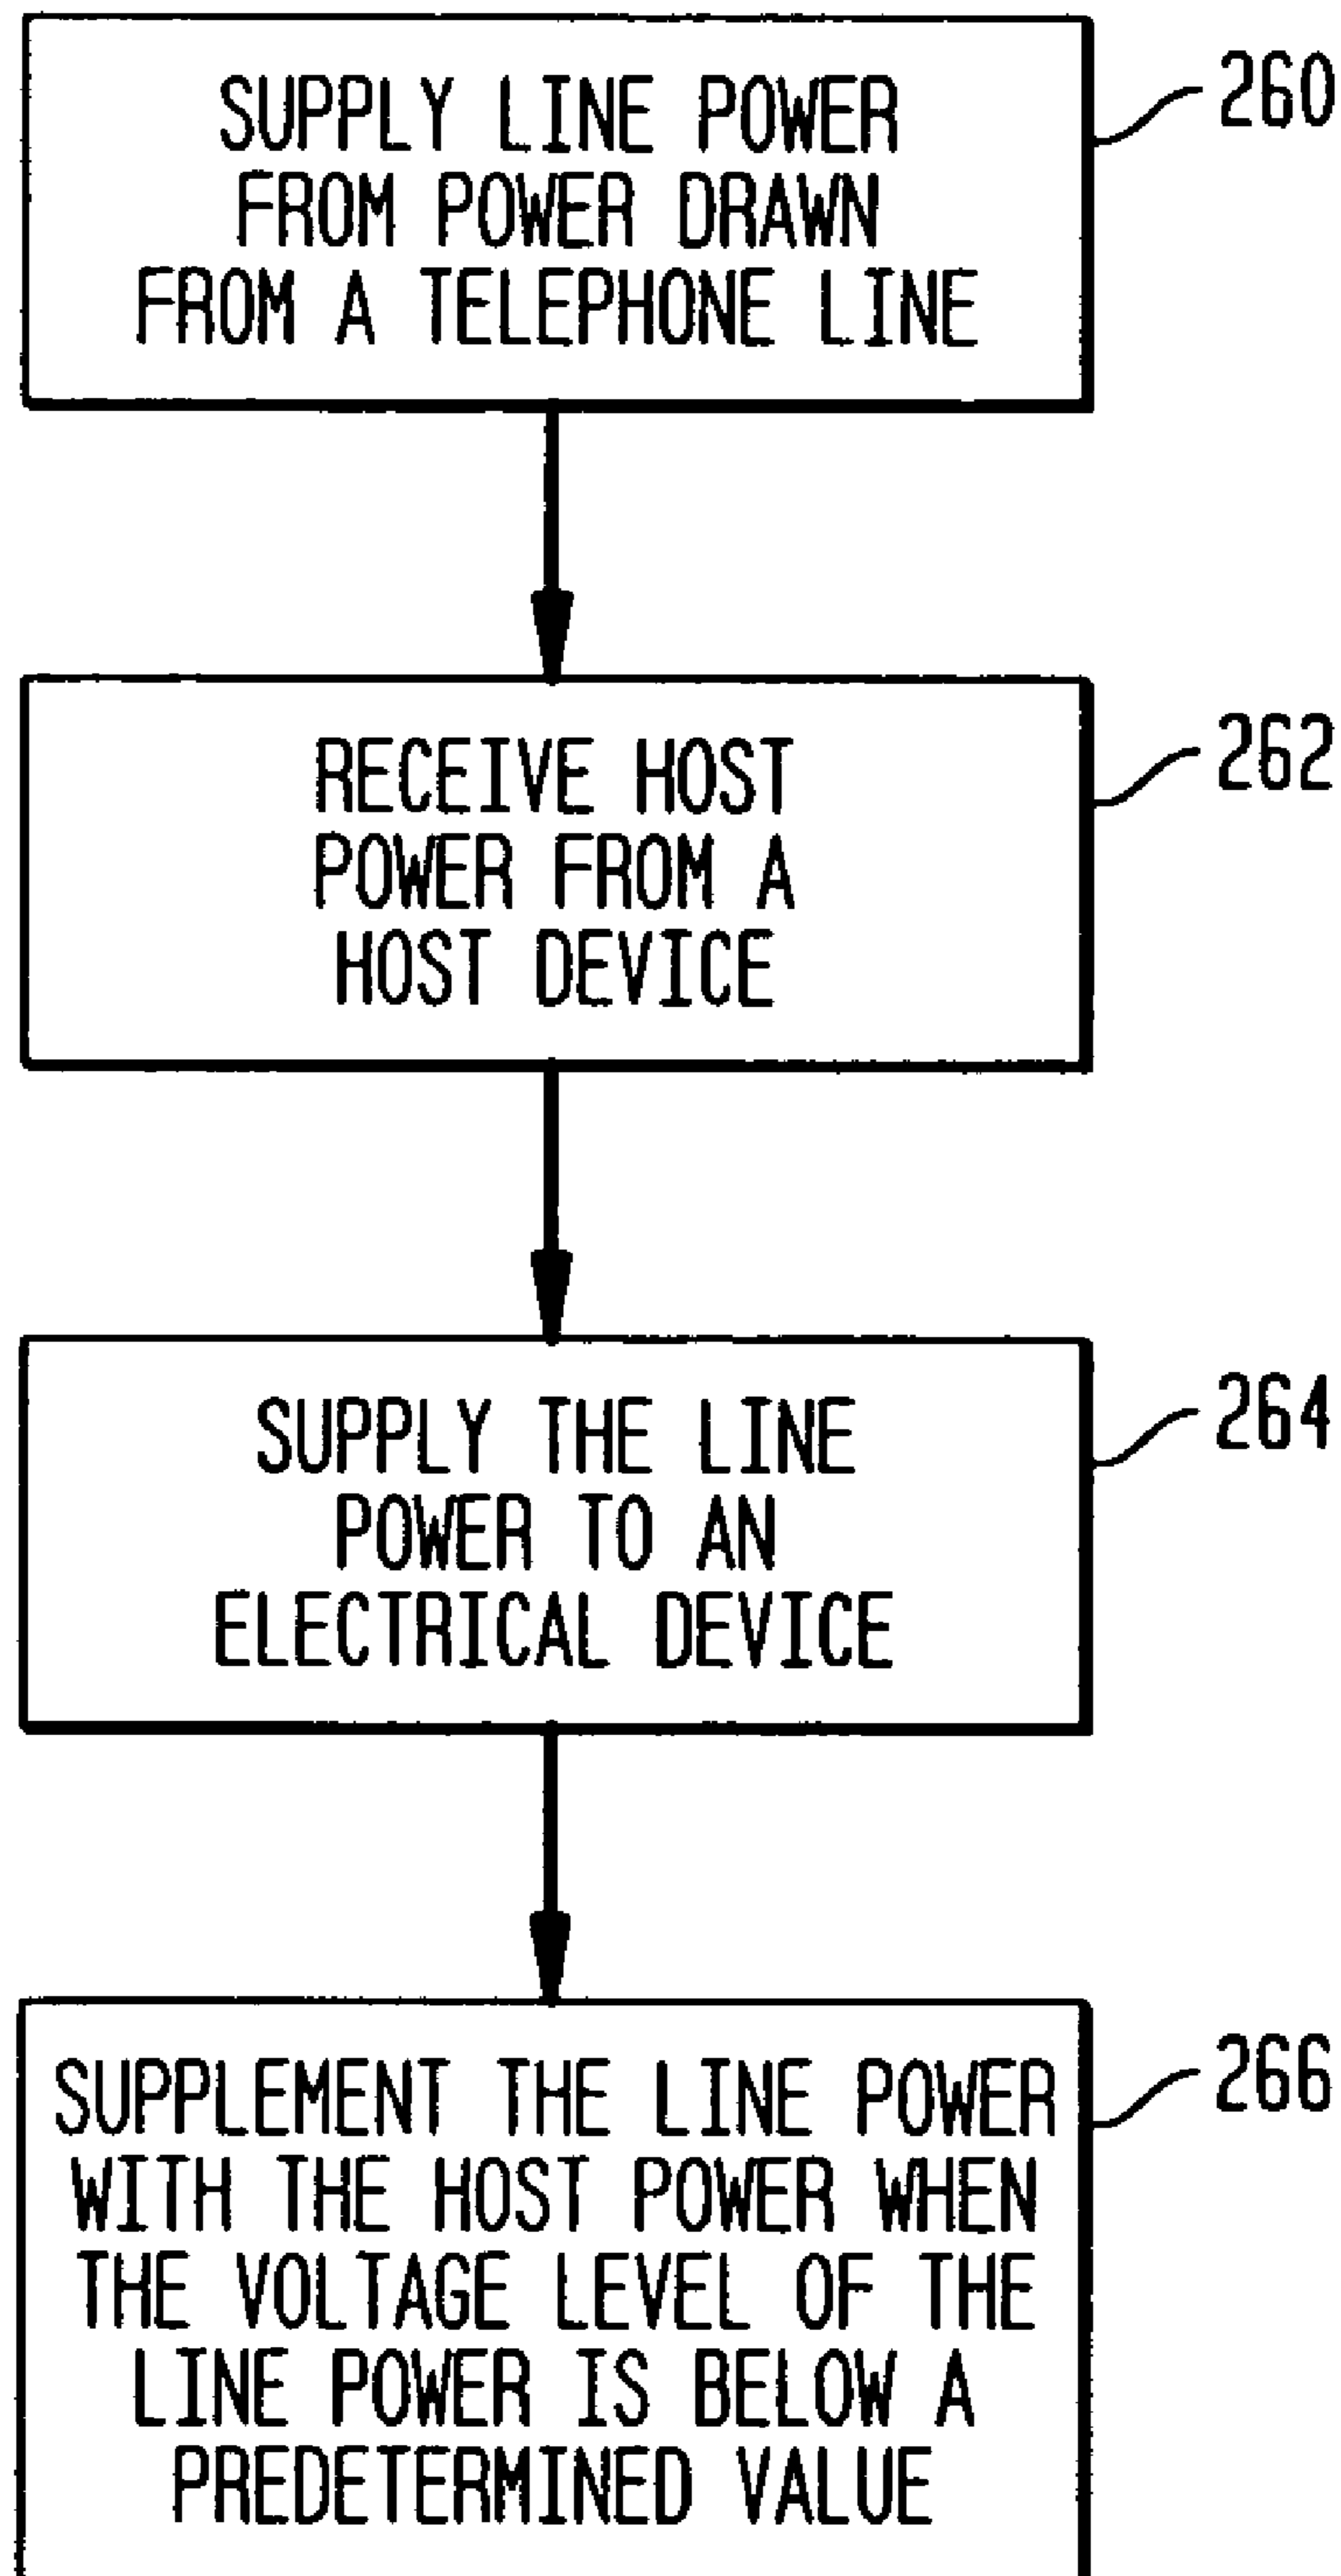 SUPPLY LINE POWER
FROM POWER DRAWN
FROM A TELEPHONE LINE
260
RECEIVE HOST
POWER FROM A
HOST DEVICE
262
SUPPLY THE LINE
POWER TO AN
ELECTRICAL DEVICE
264
SUPPLEMENT THE LINE POWER
WITH THE HOST POWER WHEN
THE VOLTAGE LEVEL OF THE
LINE POWER IS BELOW A
PREDETERMINED VALUE
266